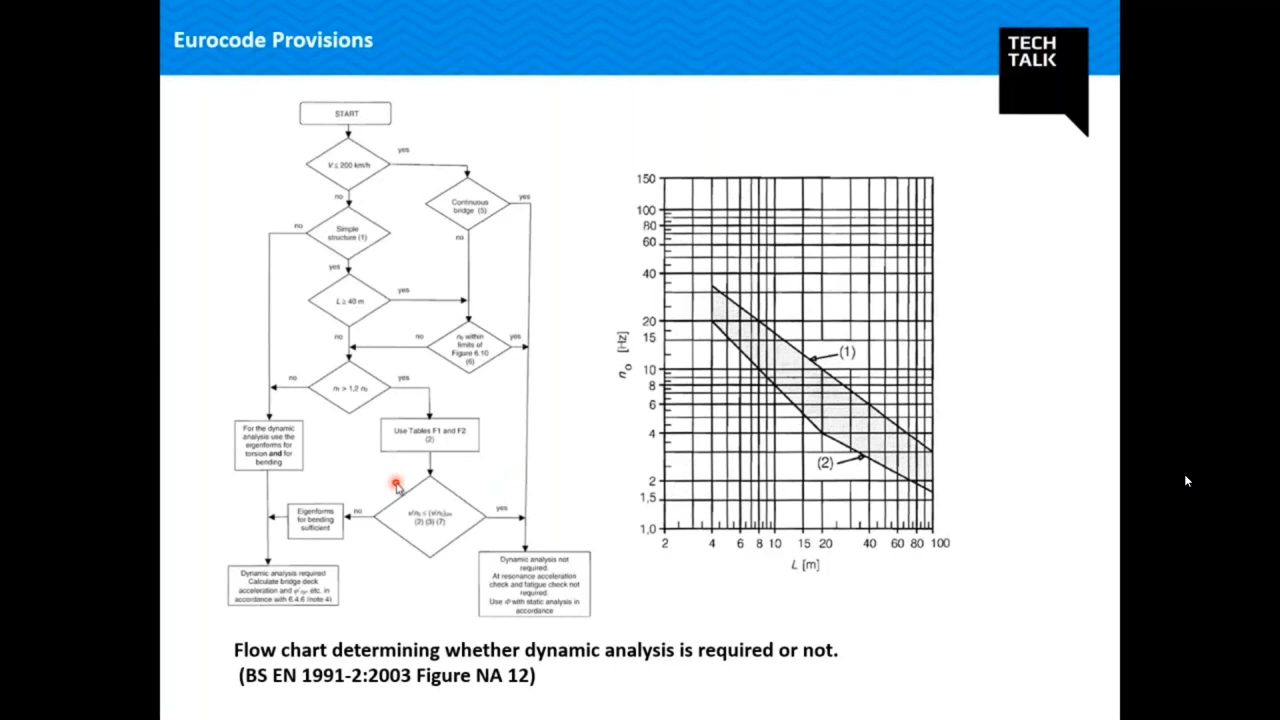 Eurocode Provisions
TECH
TALK
START
yes
V ≤ 200 km/h
no
Continuous
bridge (5)
yes
no
Simple
structure (1)
no
yes
L ≥ 40 m
yes
no
n₀ within
limits of
Figure 6.10
(6)
no
yes
no
yes
Use Tables F1 and F2
(2)
For the dynamic
analysis use the
eigenforms for
torsion and for
bending
(2) (3) (7)
no
yes
Eigenforms
for bending
sufficient
Dynamic analysis required
Calculate bridge deck
acceleration and etc. in
accordance with 6.4.6 (note 4)
Dynamic analysis not
required.
At resonance acceleration
check and fatigue check not
required.
Use Φ with static analysis in
accordance
150
100
80
60
40
20
15
10
8
6
4
2
1,5
1,0
n₀ [Hz]
(1)
(2)
2 4 6 8 10 15 20 40 60 80 100
L [m]
Flow chart determining whether dynamic analysis is required or not.
(BS EN 1991-2:2003 Figure NA 12)